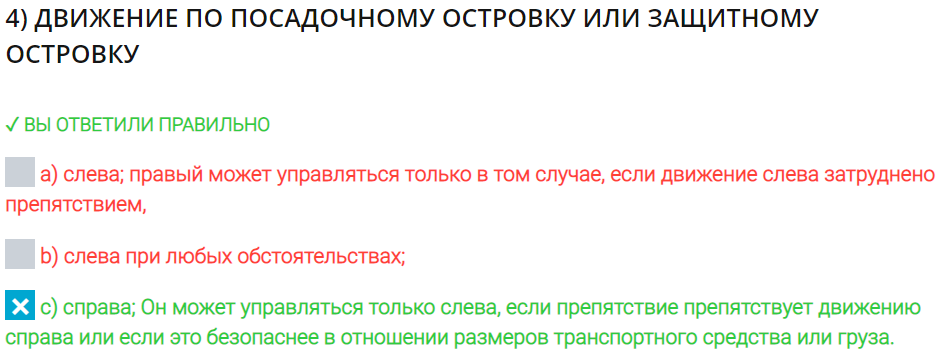 4) ДВИЖЕНИЕ ПО ПОСАДОЧНОМУ ОСТРОВКУ ИЛИ ЗАЩИТНОМУ
ОСТРОВКУ
✓ ВЫ ОТВЕТИЛИ ПРАВИЛЬНО
а) слева; правый может управляться только в том случае, если движение слева затруднено
препятствием,
b) слева при любых обстоятельствах;
с) справа; Он может управляться только слева, если препятствие препятствует движению
справа или если это безопаснее в отношении размеров транспортного средства или груза.